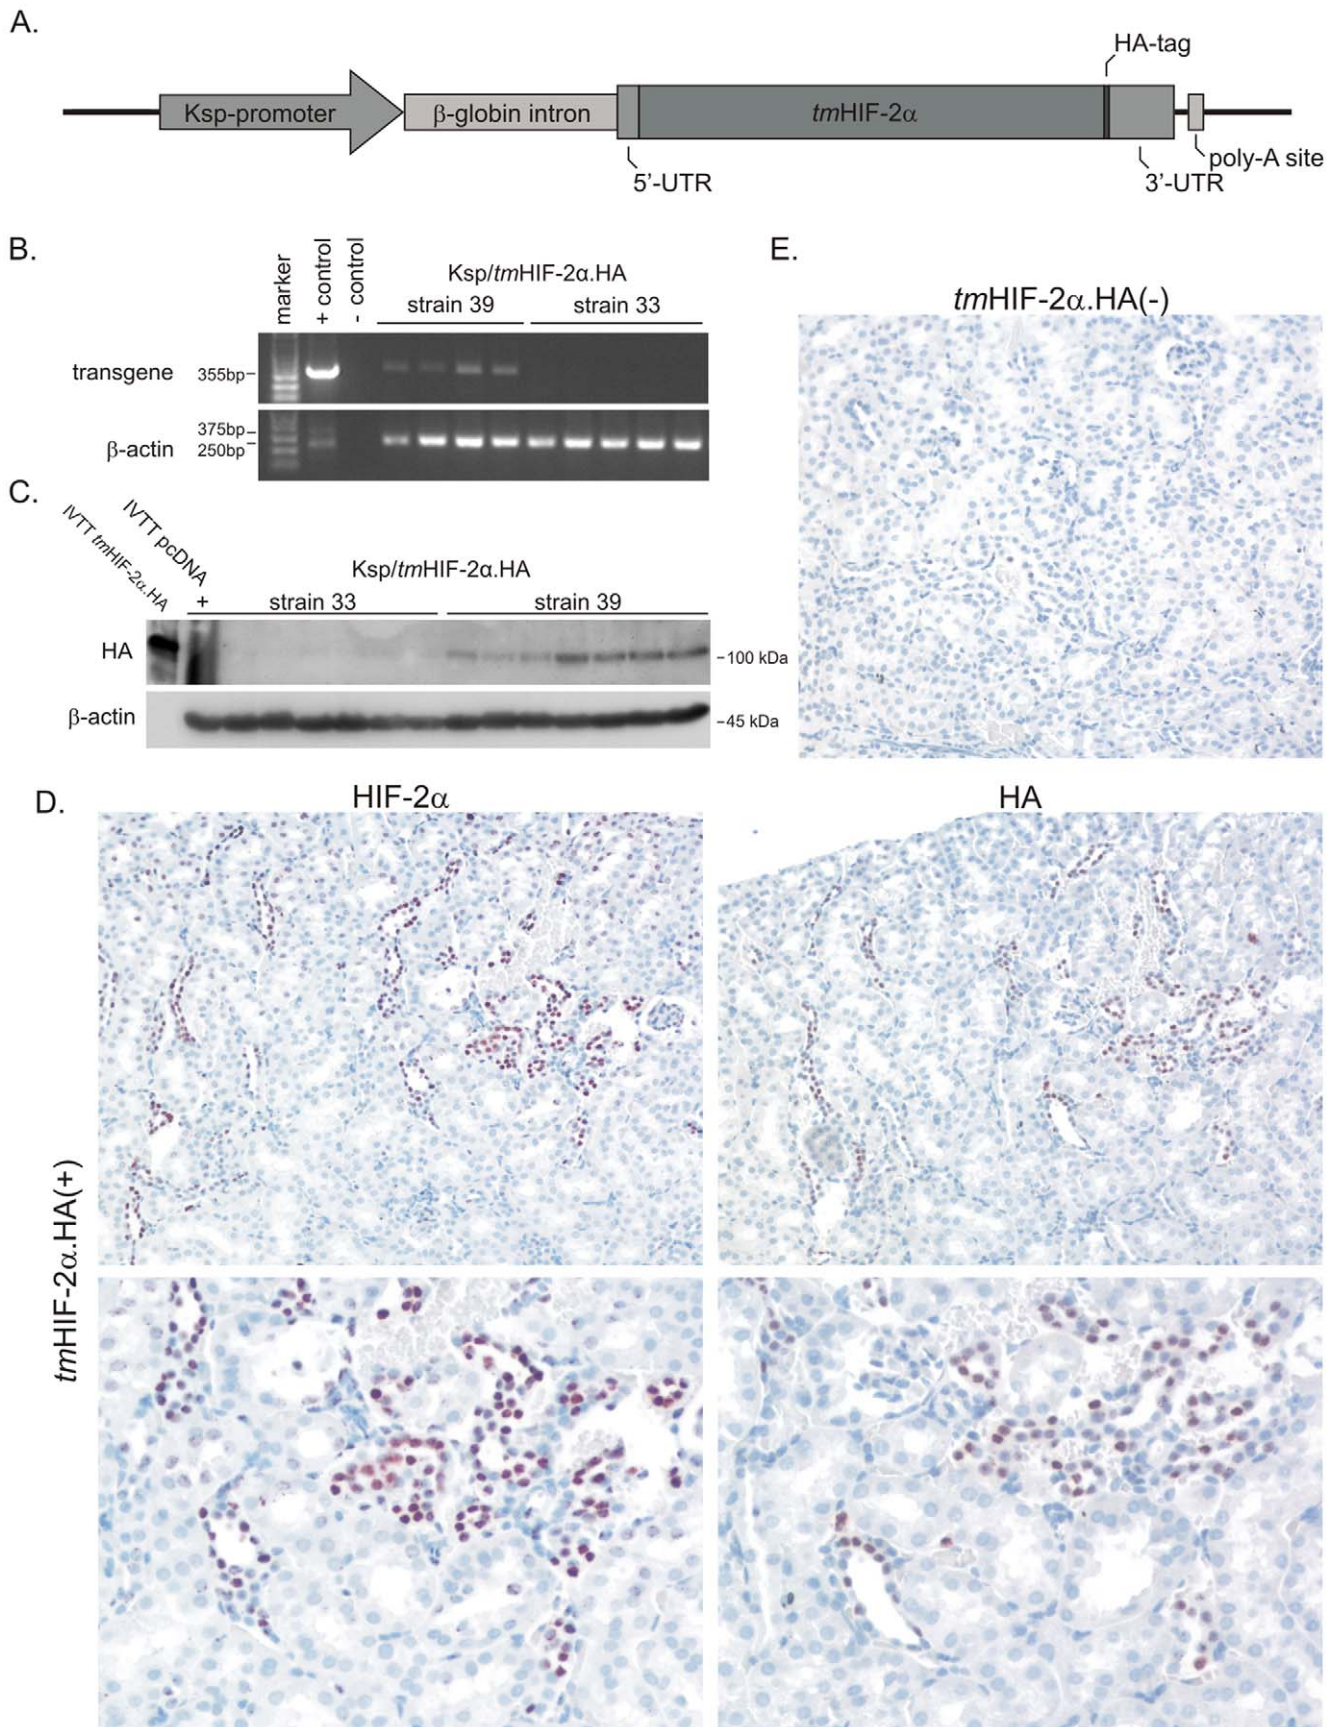 A.
HA-tag
Ksp-promoter
β-globin intron
tmHIF-2α
poly-A site
5'-UTR
3'-UTR
B.
marker
+ control
- control
Ksp/tmHIF-2α.HA
strain 39
strain 33
transgene
355bp
375bp
β-actin
250bp
C.
IVTT tmHIF-2α.HA
IVTT pcDNA
+
Ksp/tmHIF-2α.HA
strain 33
strain 39
HA
100 kDa
β-actin
45 kDa
E.
tmHIF-2α.HA(-)
D.
HIF-2α
HA
tmHIF-2α.HA(+)